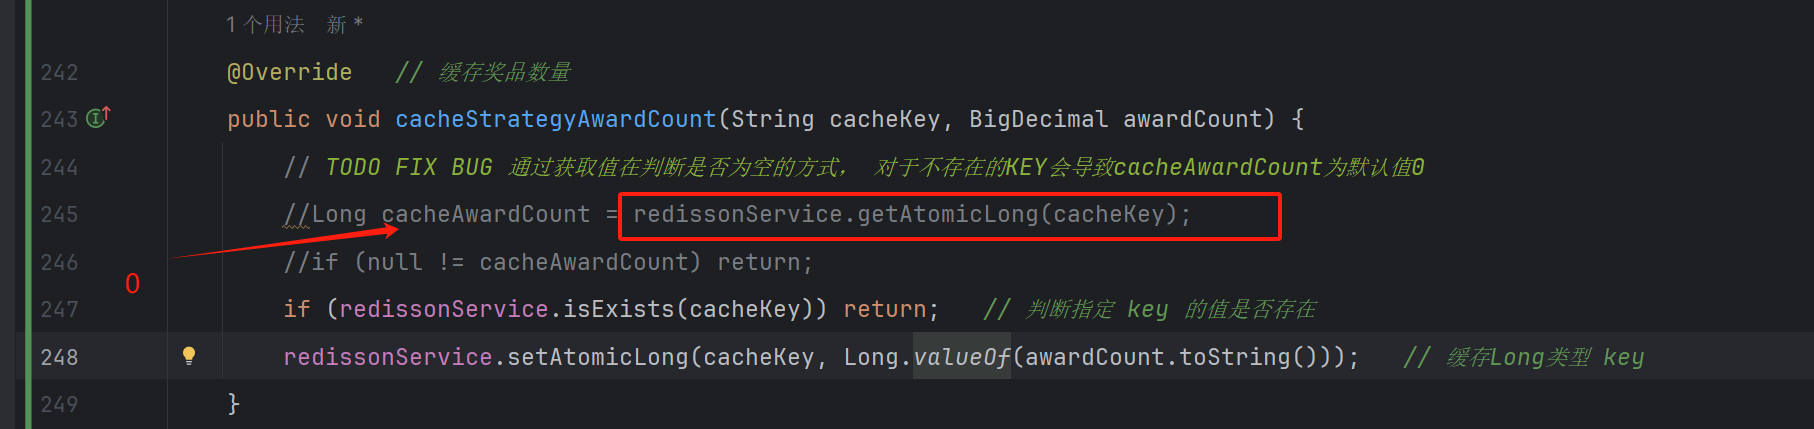 1 个用法 新 *
242 @Override // 缓存奖品数量
243 public void cacheStrategyAwardCount(String cacheKey, BigDecimal awardCount) {
244 // TODO FIX BUG 通过获取值在判断是否为空的方式, 对于不存在的KEY会导致cacheAwardCount为默认值0
245 //Long cacheAwardCount = redissonService.getAtomicLong(cacheKey);
246 //if (null != cacheAwardCount) return;
0
247 if (redissonService.isExists(cacheKey)) return; // 判断指定 key 的值是否存在
248 redissonService.setAtomicLong(cacheKey, Long.valueOf(awardCount.toString())); // 缓存Long类型 key
249 }